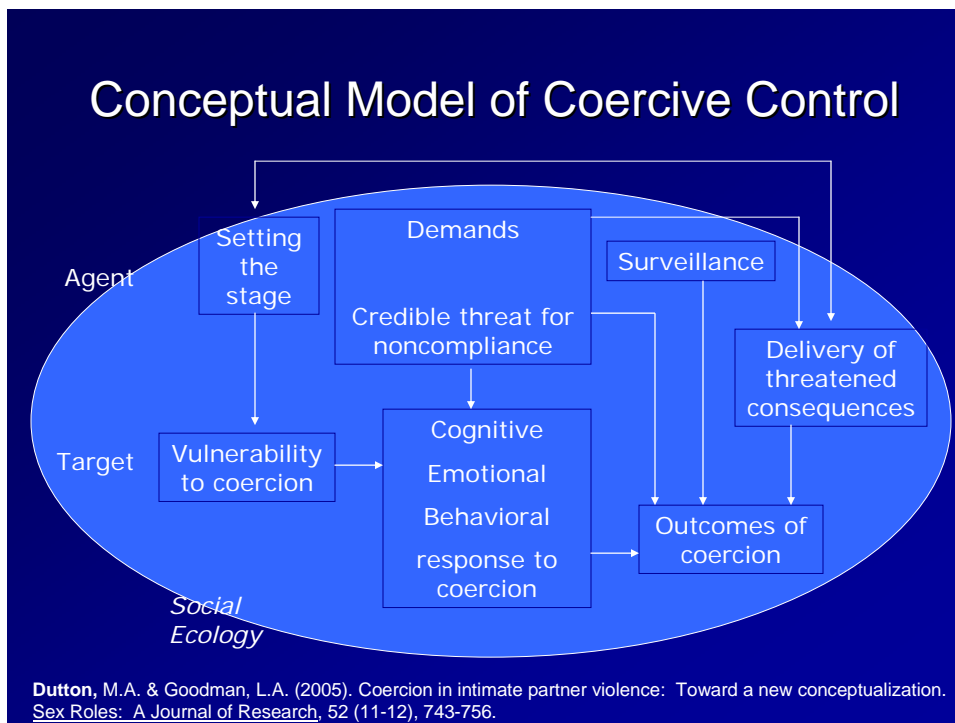 Conceptual Model of Coercive Control
Agent
Setting
the
stage
Demands
Credible threat for
noncompliance
Surveillance
Delivery of
threatened
consequences
Target
Vulnerability
to coercion
Cognitive
Emotional
Behavioral
response to
coercion
Outcomes of
coercion
Social
Ecology
Dutton, M.A. & Goodman, L.A. (2005). Coercion in intimate partner violence: Toward a new conceptualization.
Sex Roles: A Journal of Research, 52 (11-12), 743-756.